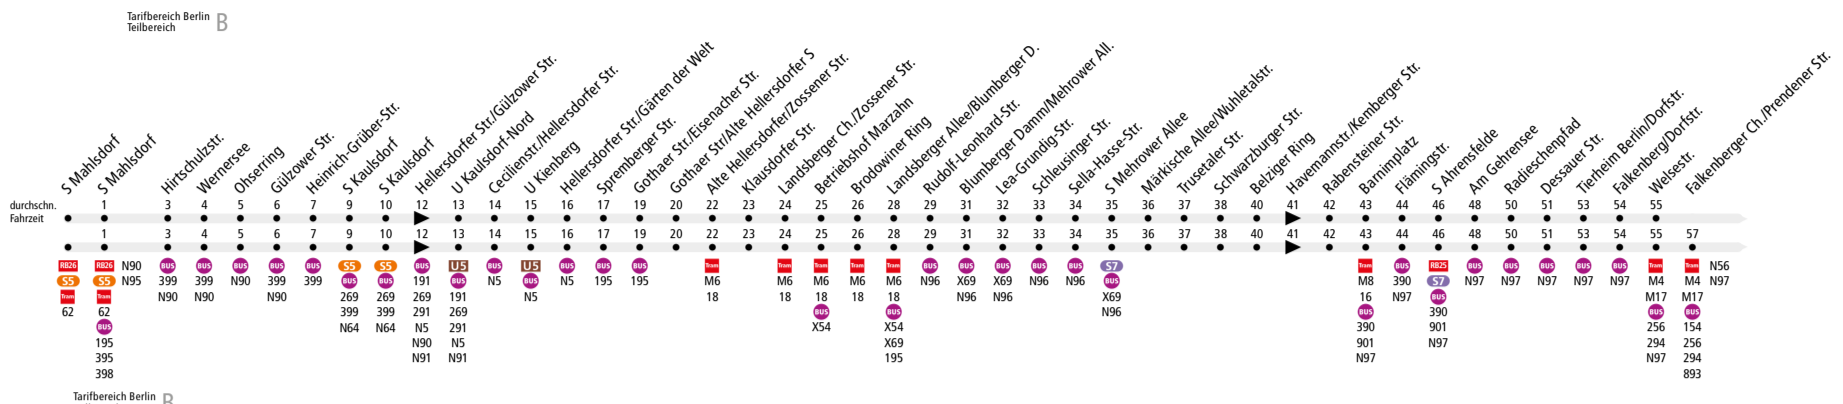 Tarifbereich Berlin B
Teilbereich
S Mahlsdorf
S Mahlsdorf
Hirtschulzstr.
Wernersee
Ohserring
Gülzower Str.
Heinrich-Grüber-Str.
S Kaulsdorf
S Kaulsdorf
Hellersdorfer Str./Gülzower Str.
U Kaulsdorf-Nord
Cecilienstr./Hellersdorfer Str.
U Kienberg
Hellersdorfer Str./Gärten der Welt
Spremberger Str.
Gothaer Str./Eisenacher Str.
Gothaer Str/Alte Hellersdorfer S
Alte Hellersdorfer/Zossener Str.
Klausdorfer Str.
Landsberger Ch./Zossener Str.
Betriebshof Marzahn
Brodowiner Ring
Landsberger Allee/Blumberger D.
Rudolf-Leonhard-Str.
Blumberger Damm/Mehrower All.
Lea-Grundig-Str.
Schleusinger Str.
Sella-Hasse-Str.
S Mehrower Allee
Märkische Allee/Wuhletalstr.
Trusetaler Str.
Schwarzburger Str.
Belziger Ring
Havemannstr./Kemberger Str.
Rabensteiner Str.
Barnimplatz
Flämingstr.
S Ahrensfelde
Am Gehrensee
Radieschenpfad
Dessauer Str.
Tierheim Berlin/Dorfstr.
Falkenberg/Dorfstr.
Welsestr.
Falkenberger Ch./Prendener Str.
durchschn. 1 3 4 5 6 7 9 10 12 13 14 15 16 17 19 20 22 23 24 25 26 28 29 31 32 33 34 35 36 37 38 40 41 42 43 44 46 48 50 51 53 54 55
Fahrzeit
1 3 4 5 6 7 9 10 12 13 14 15 16 17 19 20 22 23 24 25 26 28 29 31 32 33 34 35 36 37 38 40 41 42 43 44 46 48 50 51 53 54 55 57
RB26 RB26 N90 BUS BUS BUS BUS BUS S5 S5 BUS U5 BUS U5 BUS BUS BUS Tram Tram Tram Tram Tram BUS BUS BUS BUS BUS S7 Tram BUS RB25 BUS BUS BUS BUS BUS Tram Tram N56
S5 S5 N95 399 399 N90 399 399 BUS BUS 191 BUS N5 BUS N5 195 195 M6 M6 M6 M6 M6 N96 X69 X69 N96 N96 BUS M8 390 S7 N97 N97 N97 N97 N97 M4 M4 N97
Tram Tram N90 N90 N90 269 269 269 191 N5 18 18 18 18 18 N96 N96 X69 16 N97 BUS M17 M17
62 62 399 399 291 269 BUS X54 N96 BUS 390 BUS BUS
BUS N64 N64 N5 291 X54 X69 390 901 256 154
195 N90 N5 195 901 N97 294 256
395 N91 N91 N97 N97 294
398 893
Tarifbereich Berlin B